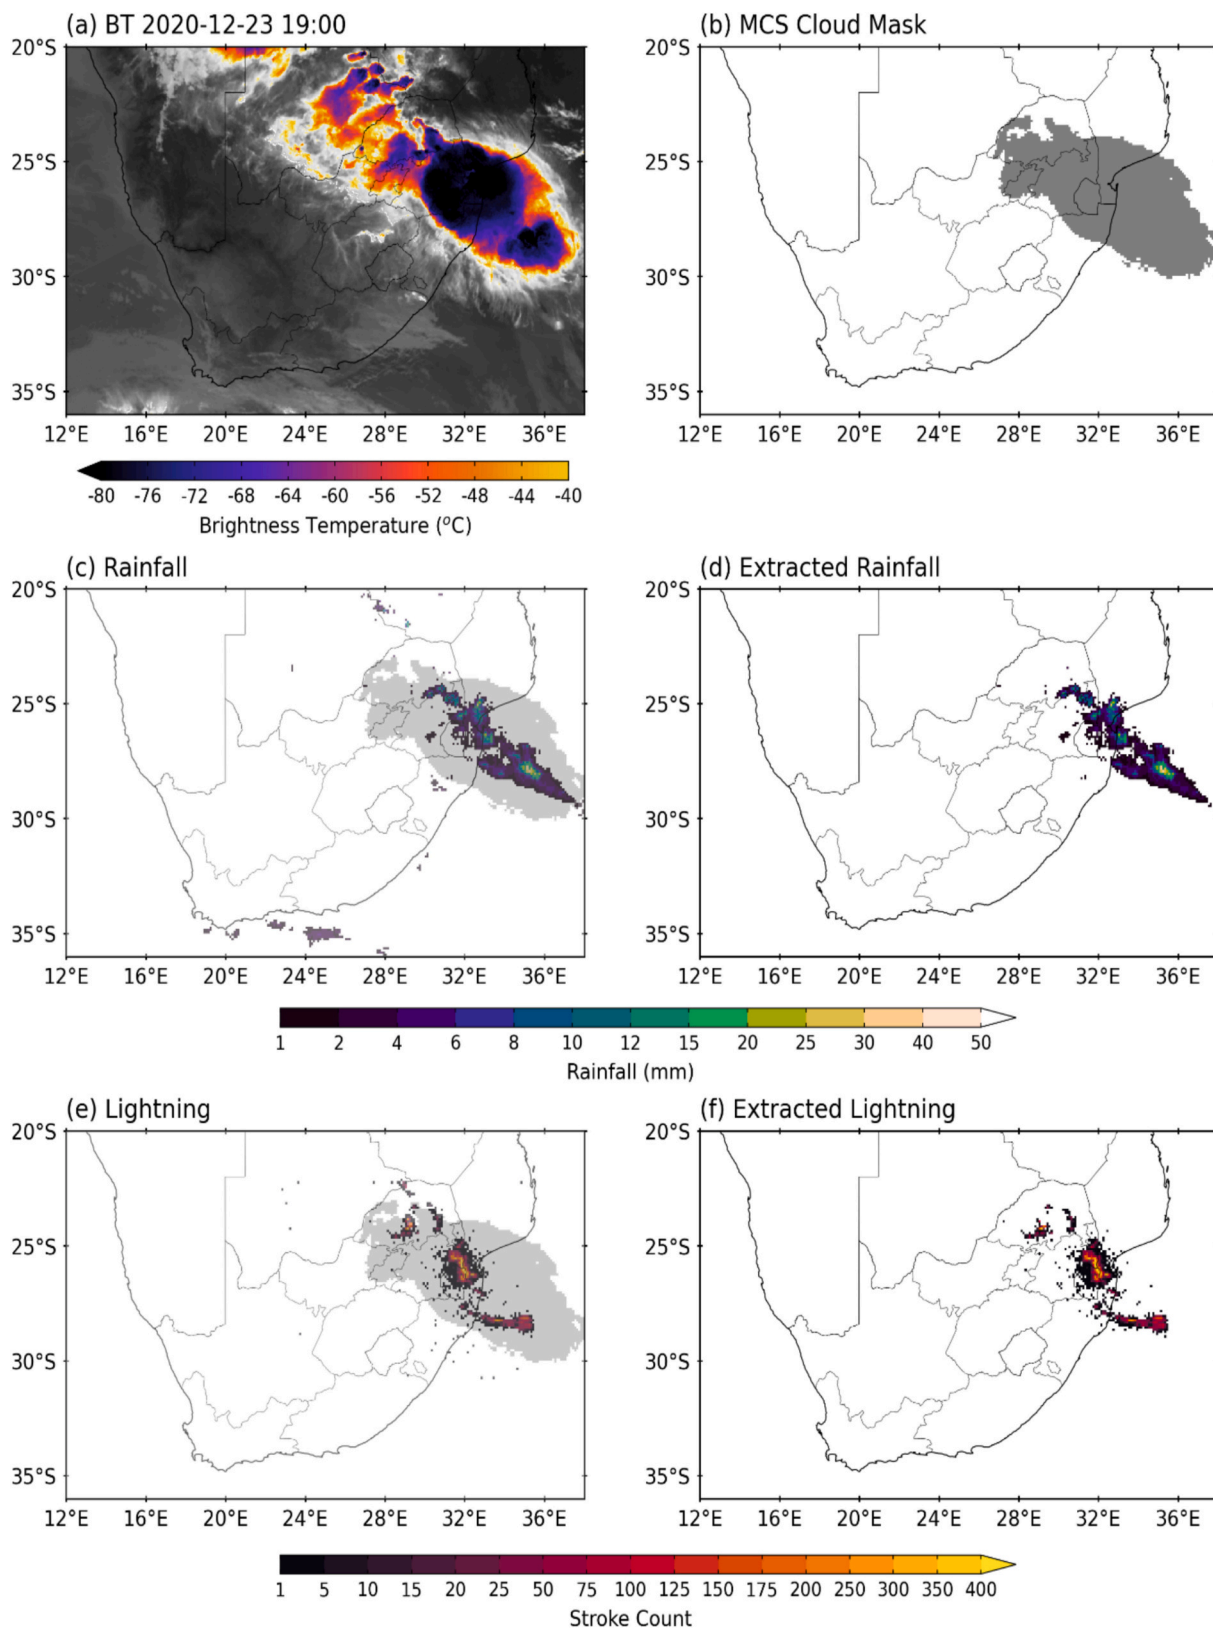 (a) BT 2020-12-23 19:00
(b) MCS Cloud Mask
20°S 20°S
25°S 25°S
30°S 30°S
35°S 35°S
12°E 16°E 20°E 24°E 28°E 32°E 36°E 12°E 16°E 20°E 24°E 28°E 32°E 36°E
-80 -76 -72 -68 -64 -60 -56 -52 -48 -44 -40
Brightness Temperature (°C)
(c) Rainfall
(d) Extracted Rainfall
20°S 20°S
25°S 25°S
30°S 30°S
35°S 35°S
12°E 16°E 20°E 24°E 28°E 32°E 36°E 12°E 16°E 20°E 24°E 28°E 32°E 36°E
1 2 4 6 8 10 12 15 20 25 30 40 50
Rainfall (mm)
(e) Lightning
(f) Extracted Lightning
20°S 20°S
25°S 25°S
30°S 30°S
35°S 35°S
12°E 16°E 20°E 24°E 28°E 32°E 36°E 12°E 16°E 20°E 24°E 28°E 32°E 36°E
1 5 10 15 20 25 50 75 100 125 150 175 200 250 300 350 400
Stroke Count